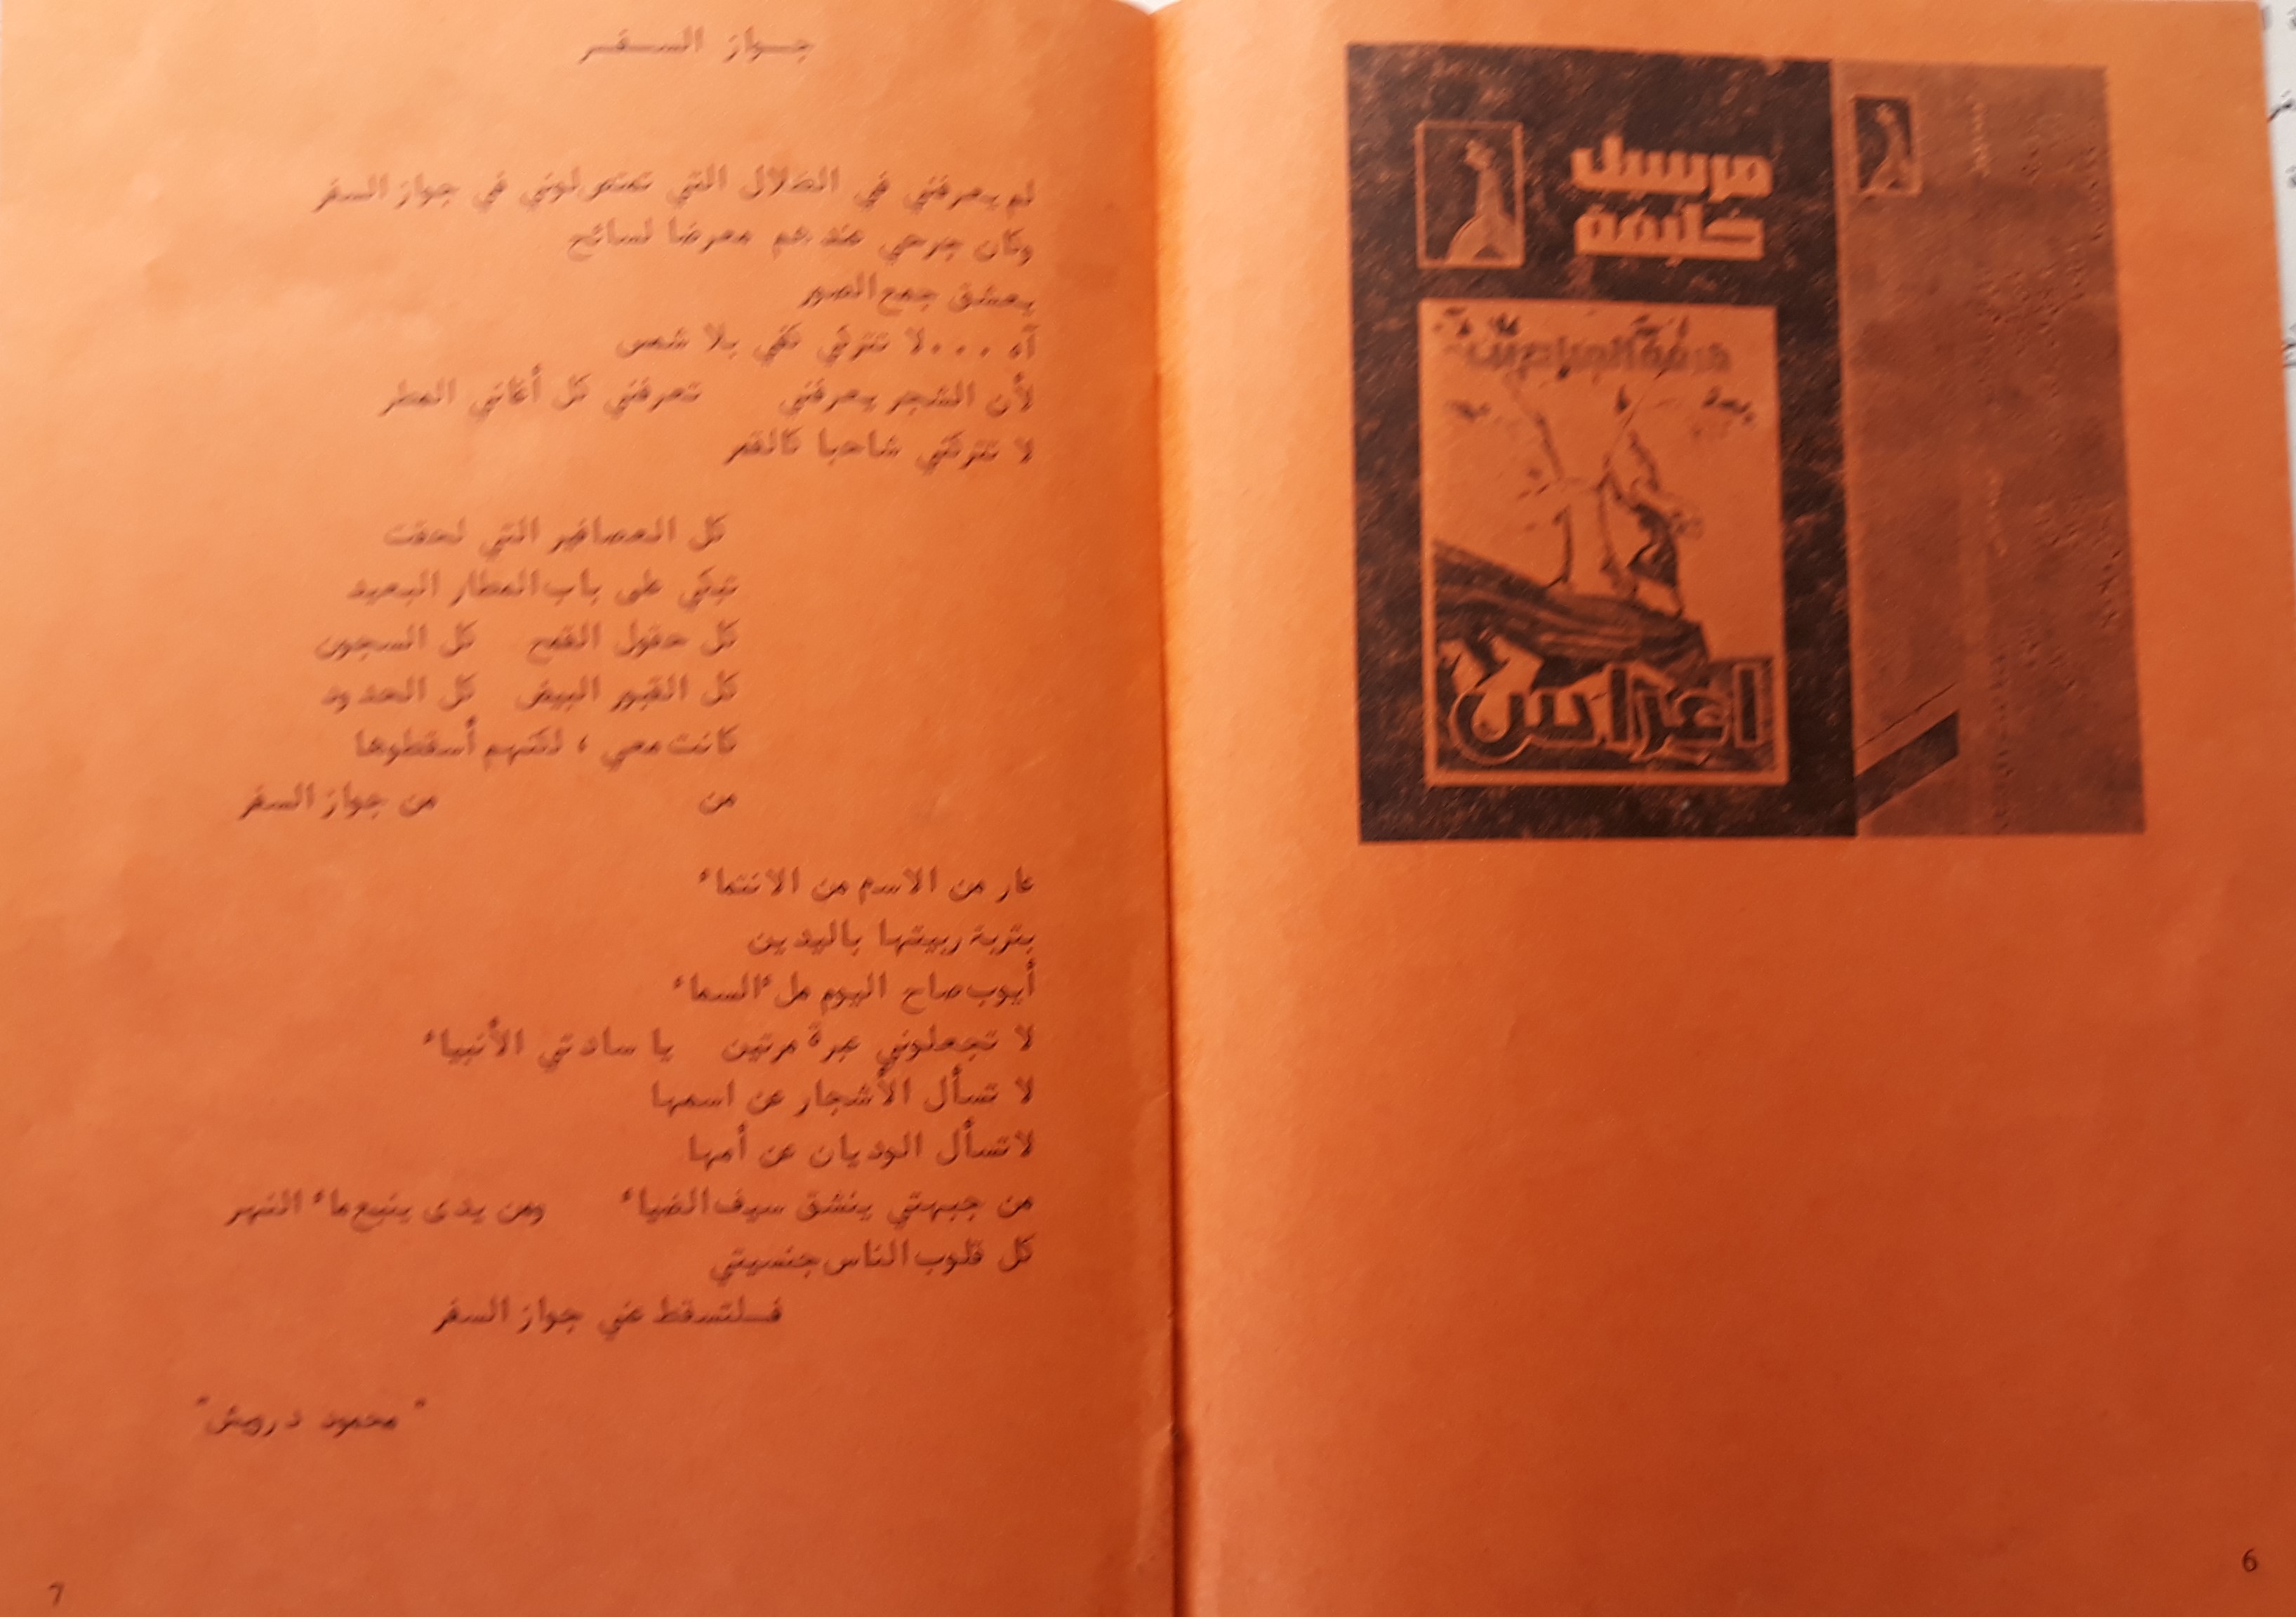 مرسيل
خليفة
فرقة الميادين
اعراس
6
جواز السفر
لم يعرفني في الظلال التي تمتص لوني في جواز السفر
وكان جرحي عندهم معرضا لسائح
يعشق جمع الصور
آه ... لا تتركي كفي بلا شمس
لأن الشجر يعرفني تعرفني كل أغاني المطر
لا تتركني شاحبا كالقمر
كل العصافير التي لحقت
تبكي على باب المطار البعيد
كل حقول القمح كل السجون
كل القبور البيض كل الحدود
كانت معي ، لكنهم أسقطوها
من من جواز السفر
عار من الاسم من الانتماء
بتربة ربيتها باليدين
أيوب صاح اليوم ملء السماء
لا تجعلوني عبرة مرتين يا سادتي الأنبياء
لا تسأل الأشجار عن اسمها
لا تسأل الوديان عن أمها
من جبهتي ينشق سيف الضياء ومن يدى ينبع ماء النهر
كل قلوب الناس جنسيتي
فلتسقط عني جواز السفر
"محمود درويش"
7